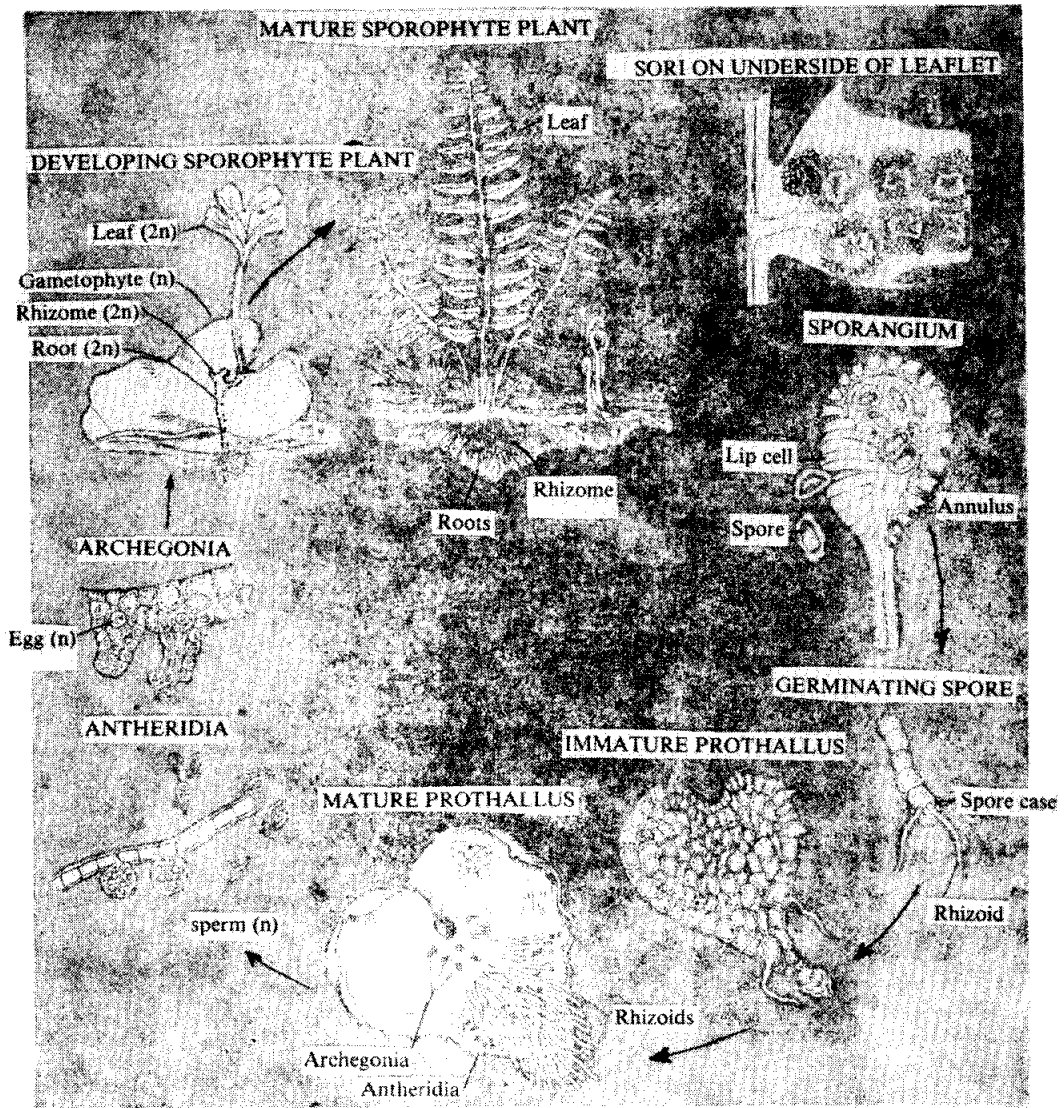 MATURE SPOROPHYTE PLANT
SORI ON UNDERSIDE OF LEAFLET
Leaf
DEVELOPING SPOROPHYTE PLANT
Leaf (2n)
Gametophyte (n)
Rhizome (2n)
Root (2n)
SPORANGIUM
Lip cell
Rhizome
Annulus
Roots
Spore
ARCHEGONIA
Egg (n)
GERMINATING SPORE
ANTHERIDIA
IMMATURE PROTHALLUS
MATURE PROTHALLUS
Spore case
sperm (n)
Rhizoid
Rhizoids
Archegonia
Antheridia